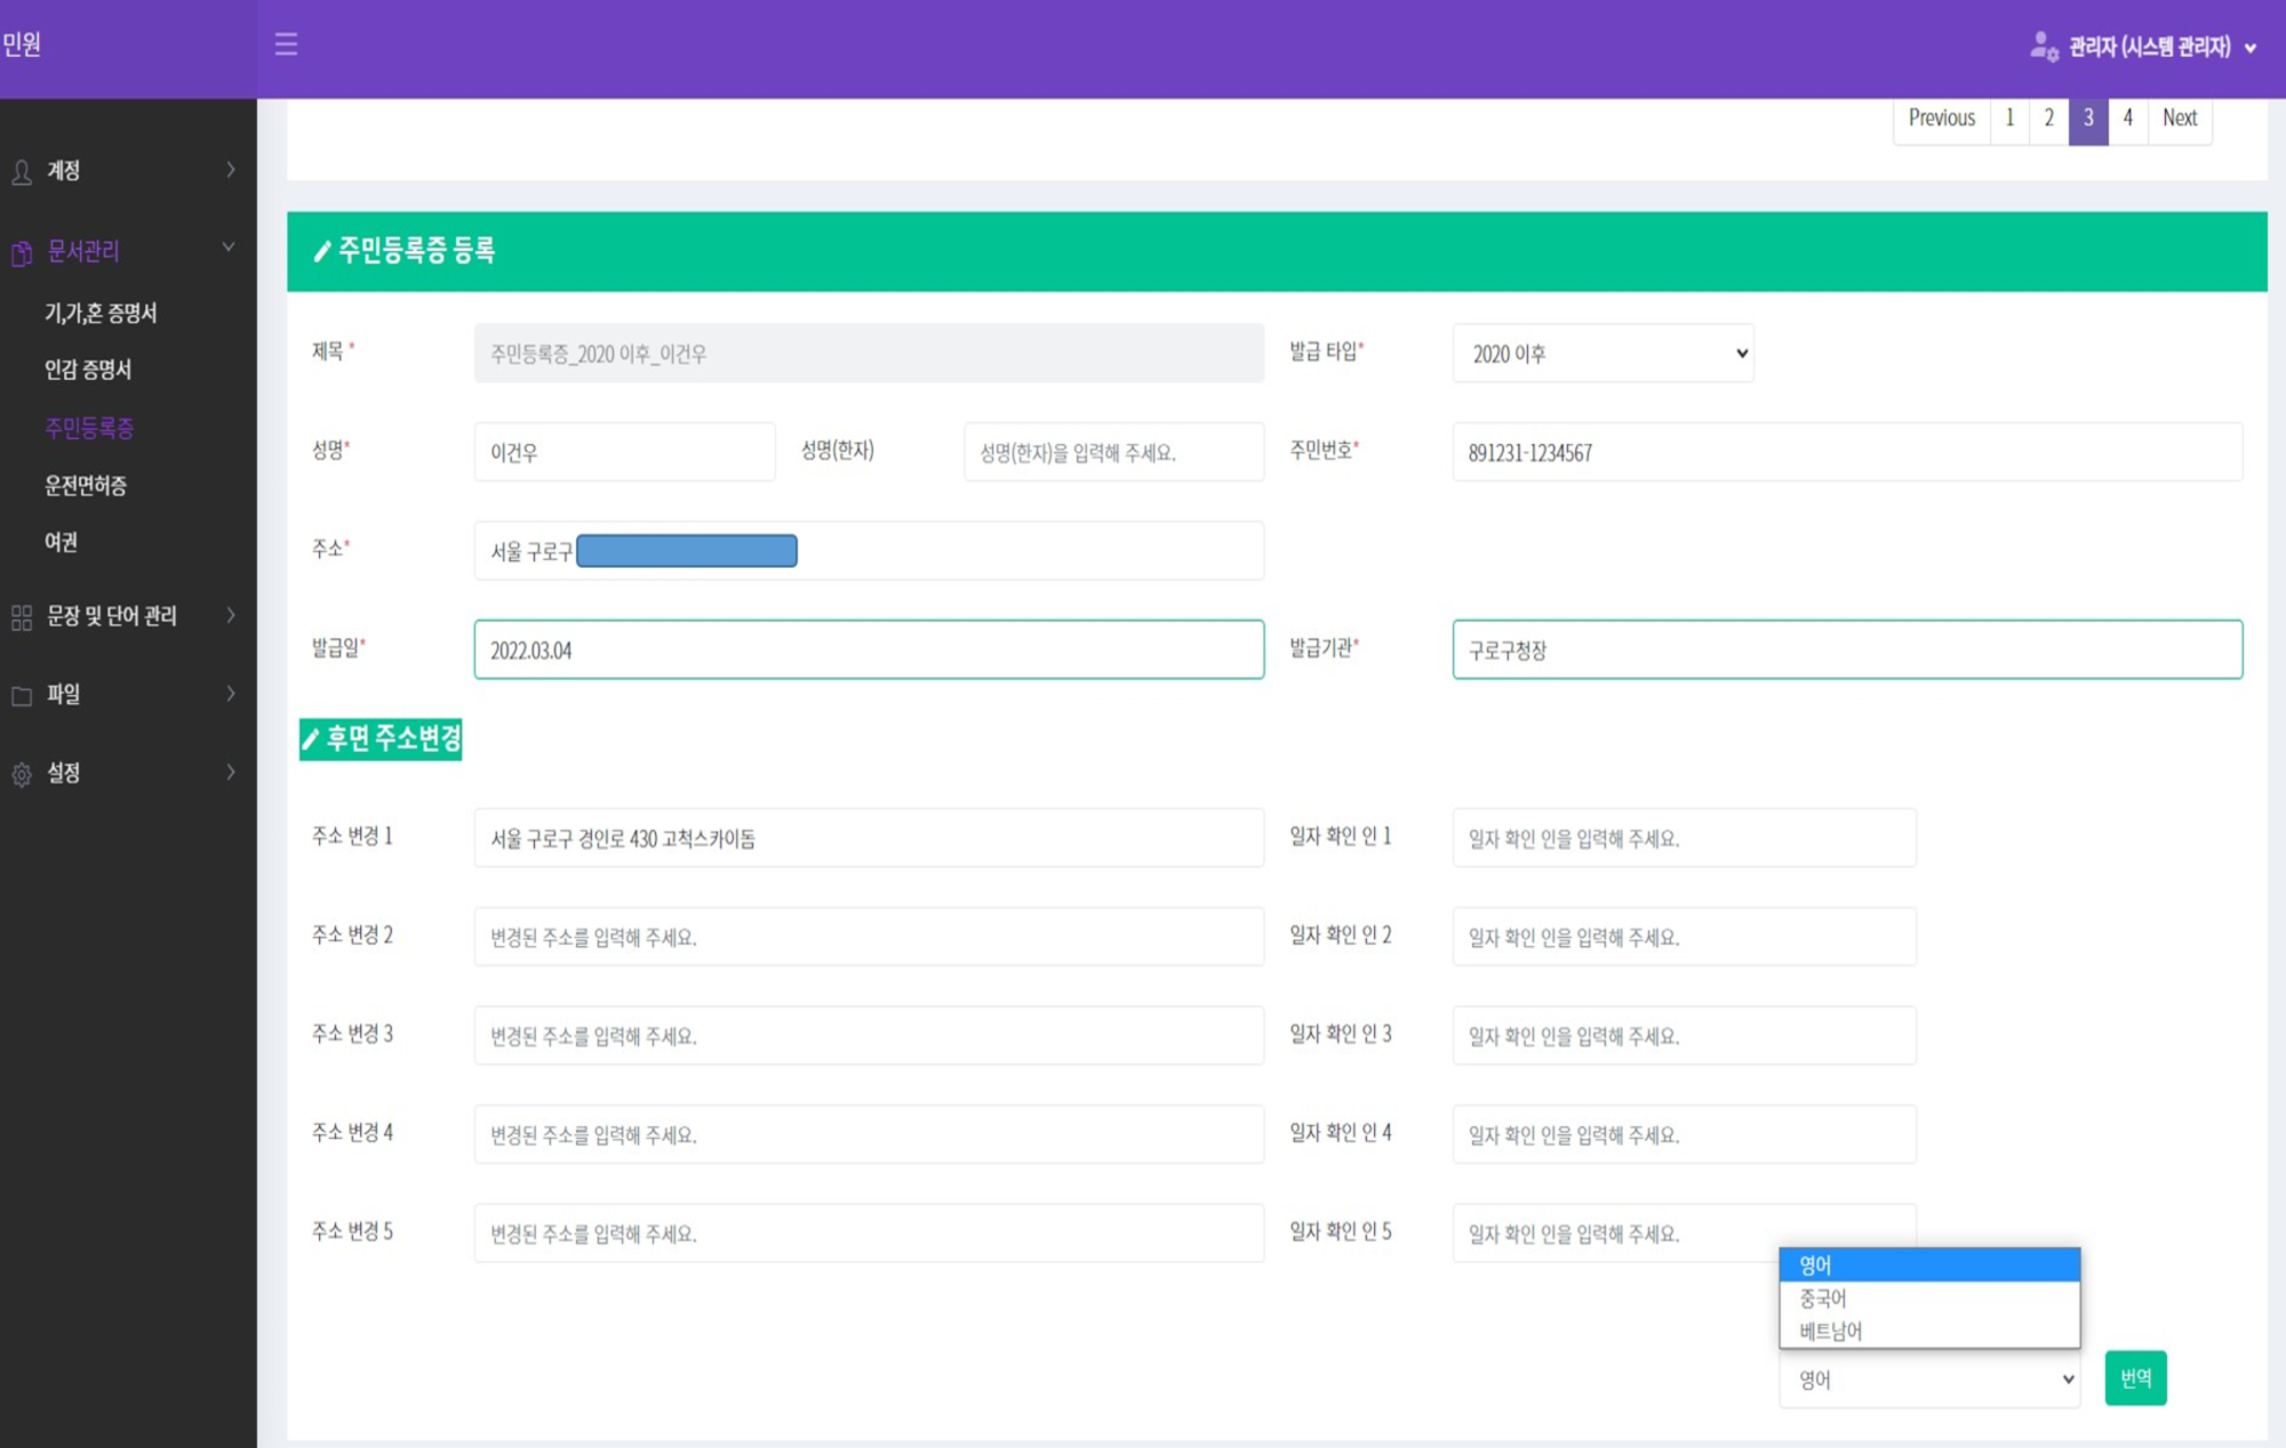 민원
관리자 (시스템 관리자)
Previous 1 2 3 4 Next
계정
문서관리
기,가,혼 증명서
인감 증명서
주민등록증
운전면허증
여권
문장 및 단어 관리
파일
설정
주민등록증 등록
제목 * 주민등록증_2020 이후_이건우 발급 타입* 2020 이후
성명* 이건우 성명(한자) 성명(한자)을 입력해 주세요. 주민번호* 891231-1234567
주소* 서울 구로구
발급일* 2022.03.04 발급기관* 구로구청장
후면 주소변경
주소 변경 1 서울 구로구 경인로 430 고척스카이돔 일자 확인 인 1 일자 확인 인을 입력해 주세요.
주소 변경 2 변경된 주소를 입력해 주세요. 일자 확인 인 2 일자 확인 인을 입력해 주세요.
주소 변경 3 변경된 주소를 입력해 주세요. 일자 확인 인 3 일자 확인 인을 입력해 주세요.
주소 변경 4 변경된 주소를 입력해 주세요. 일자 확인 인 4 일자 확인 인을 입력해 주세요.
주소 변경 5 변경된 주소를 입력해 주세요. 일자 확인 인 5 일자 확인 인을 입력해 주세요.
영어
중국어
베트남어
영어 번역